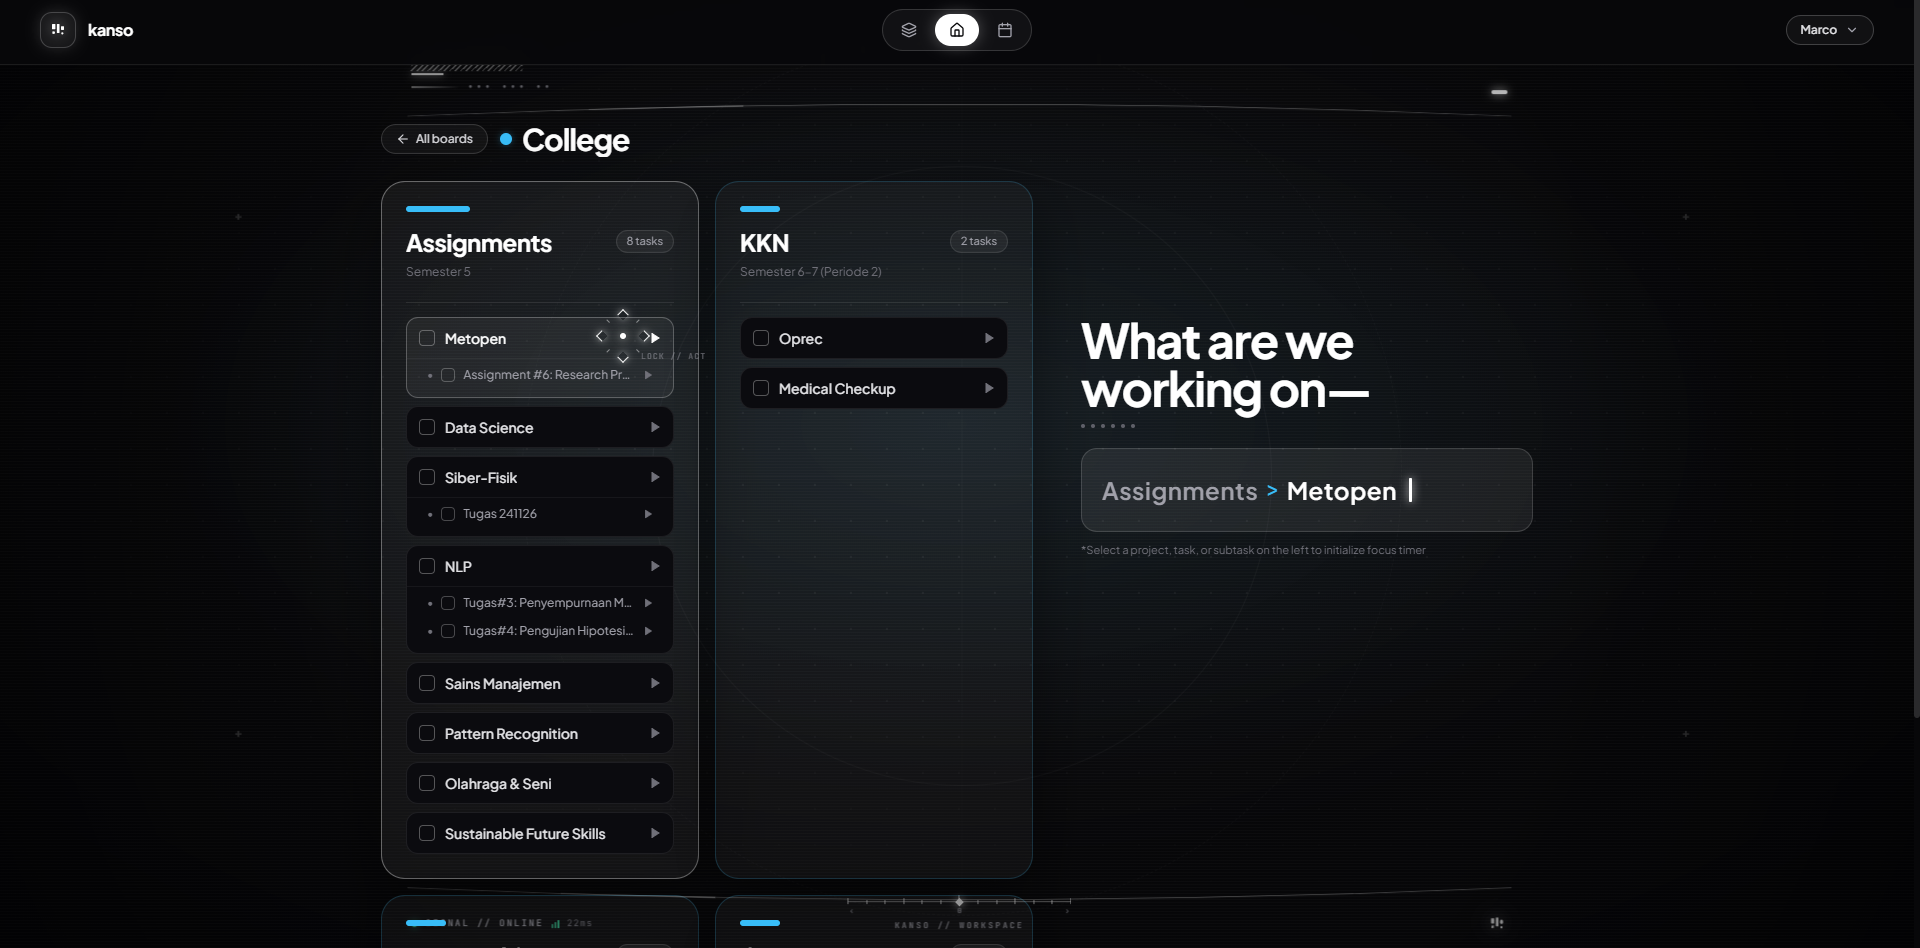 kanso
Marco
All boards
College
Assignments
8 tasks
Semester 5
Metopen
LOCK // ACT
Assignment #6: Research Pr...
Data Science
Siber-Fisik
Tugas 241126
NLP
Tugas#3: Penyempurnaan M...
Tugas#4: Pengujian Hipotesi...
Sains Manajemen
Pattern Recognition
Olahraga & Seni
Sustainable Future Skills
KKN
2 tasks
Semester 6-7 (Periode 2)
Oprec
Medical Checkup
What are we
working on—
Assignments > Metopen
*Select a project, task, or subtask on the left to initialize focus timer
// ONLINE 22ms
KANSO // WORKSPACE